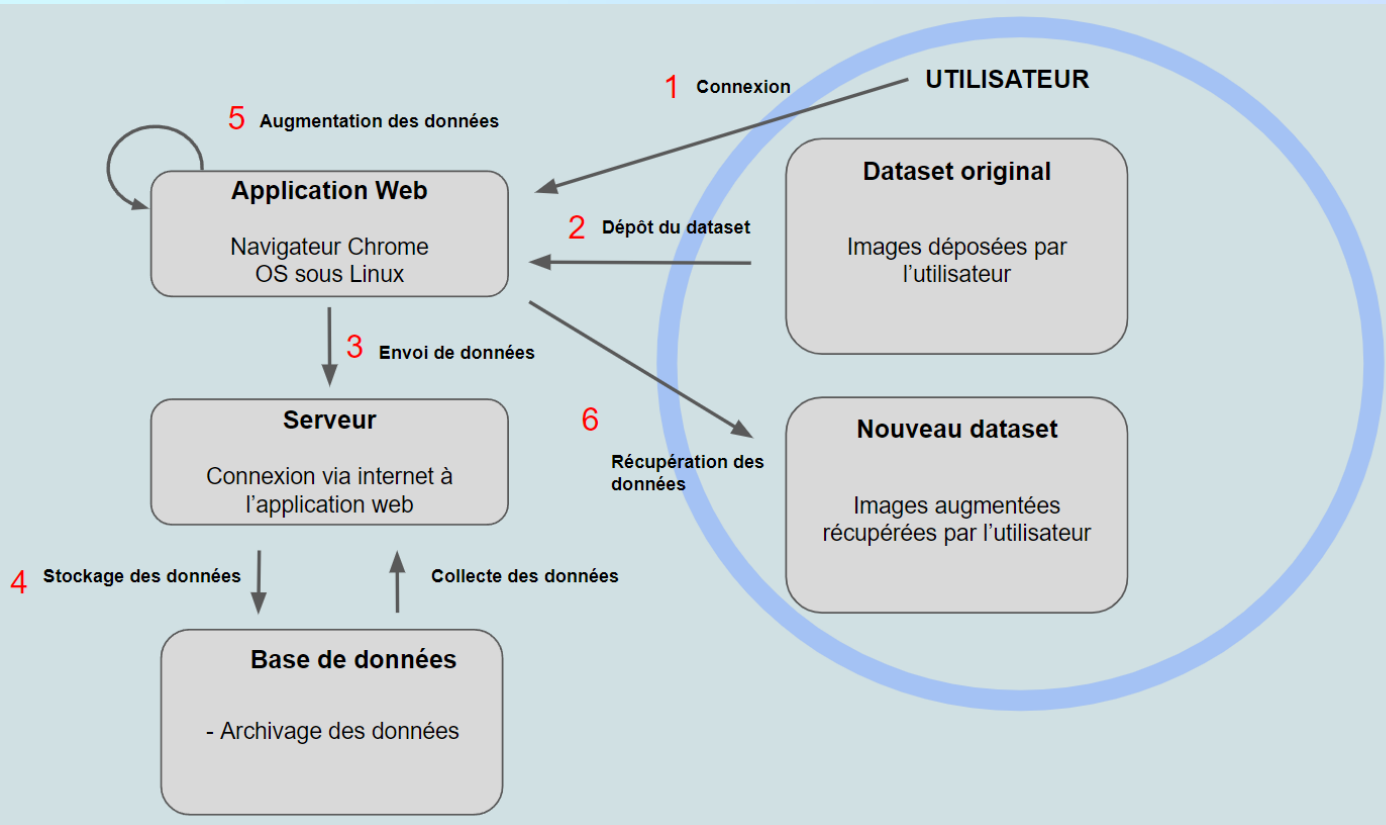 1 Connexion
UTILISATEUR
5 Augmentation des données
Application Web
Navigateur Chrome
OS sous Linux
2 Dépôt du dataset
Dataset original
Images déposées par
l’utilisateur
3 Envoi de données
Serveur
Connexion via internet à
l’application web
6
Récupération des
données
Nouveau dataset
Images augmentées
récupérées par l’utilisateur
4 Stockage des données
Collecte des données
Base de données
- Archivage des données